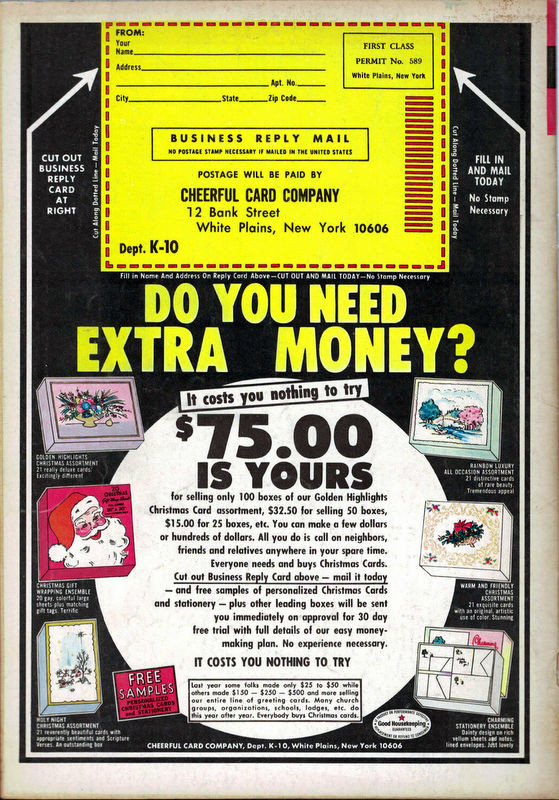 FROM:
Your
Name
Address
Apt. No.
City State Zip Code
FIRST CLASS
PERMIT No. 589
White Plains, New York
BUSINESS REPLY MAIL
NO POSTAGE STAMP NECESSARY IF MAILED IN THE UNITED STATES
POSTAGE WILL BE PAID BY
CHEERFUL CARD COMPANY
12 Bank Street
White Plains, New York 10606
Dept. K-10
CUT OUT
BUSINESS
REPLY
CARD
AT
RIGHT
Cut Along Dotted Line — Mail Today
Cut Along Dotted Line — Mail Today
FILL IN
AND MAIL
TODAY
No Stamp
Necessary
Fill in Name And Address On Reply Card Above—CUT OUT AND MAIL TODAY—No Stamp Necessary
DO YOU NEED
EXTRA MONEY?
It costs you nothing to try
$75.00
IS YOURS
for selling only 100 boxes of our Golden Highlights
Christmas Card assortment, $32.50 for selling 50 boxes,
$15.00 for 25 boxes, etc. You can make a few dollars
or hundreds of dollars. All you do is call on neighbors,
friends and relatives anywhere in your spare time.
Everyone needs and buys Christmas Cards.
Cut out Business Reply Card above — mail it today
— and free samples of personalized Christmas Cards
and stationery — plus other leading boxes will be sent
you immediately on approval for 30 day
free trial with full details of our easy money-
making plan. No experience necessary.
IT COSTS YOU NOTHING TO TRY
Last year some folks made only $25 to $50 while
others made $150 — $250 — $500 and more selling
our entire line of greeting cards. Many church
groups, organizations, schools, lodges, etc. do
this year after year. Everybody buys Christmas cards.
GOLDEN HIGHLIGHTS
CHRISTMAS ASSORTMENT
21 really deluxe cards!
Excitingly different
20
CHRISTMAS
CHRISTMAS GIFT
WRAPPING ENSEMBLE
20 gay, colorful large
sheets plus matching
gift tags. Terrific
HOLY NIGHT
CHRISTMAS ASSORTMENT
21 reverently beautiful cards with
appropriate sentiments and Scripture
Verses. An outstanding box
FREE
SAMPLES
PERSONALIZED
CHRISTMAS CARDS
and STATIONERY
RAINBOW LUXURY
ALL OCCASION ASSORTMENT
21 distinctive cards
of rare beauty.
Tremendous appeal
WARM AND FRIENDLY
CHRISTMAS
ASSORTMENT
21 exquisite cards
with an original, artistic
use of color. Stunning
Charming
CHARMING
STATIONERY ENSEMBLE
Dainty design on rich
vellum sheets and notes,
lined envelopes. Just lovely
Good Housekeeping
GUARANTEES
CHEERFUL CARD COMPANY, Dept. K-10, White Plains, New York 10606